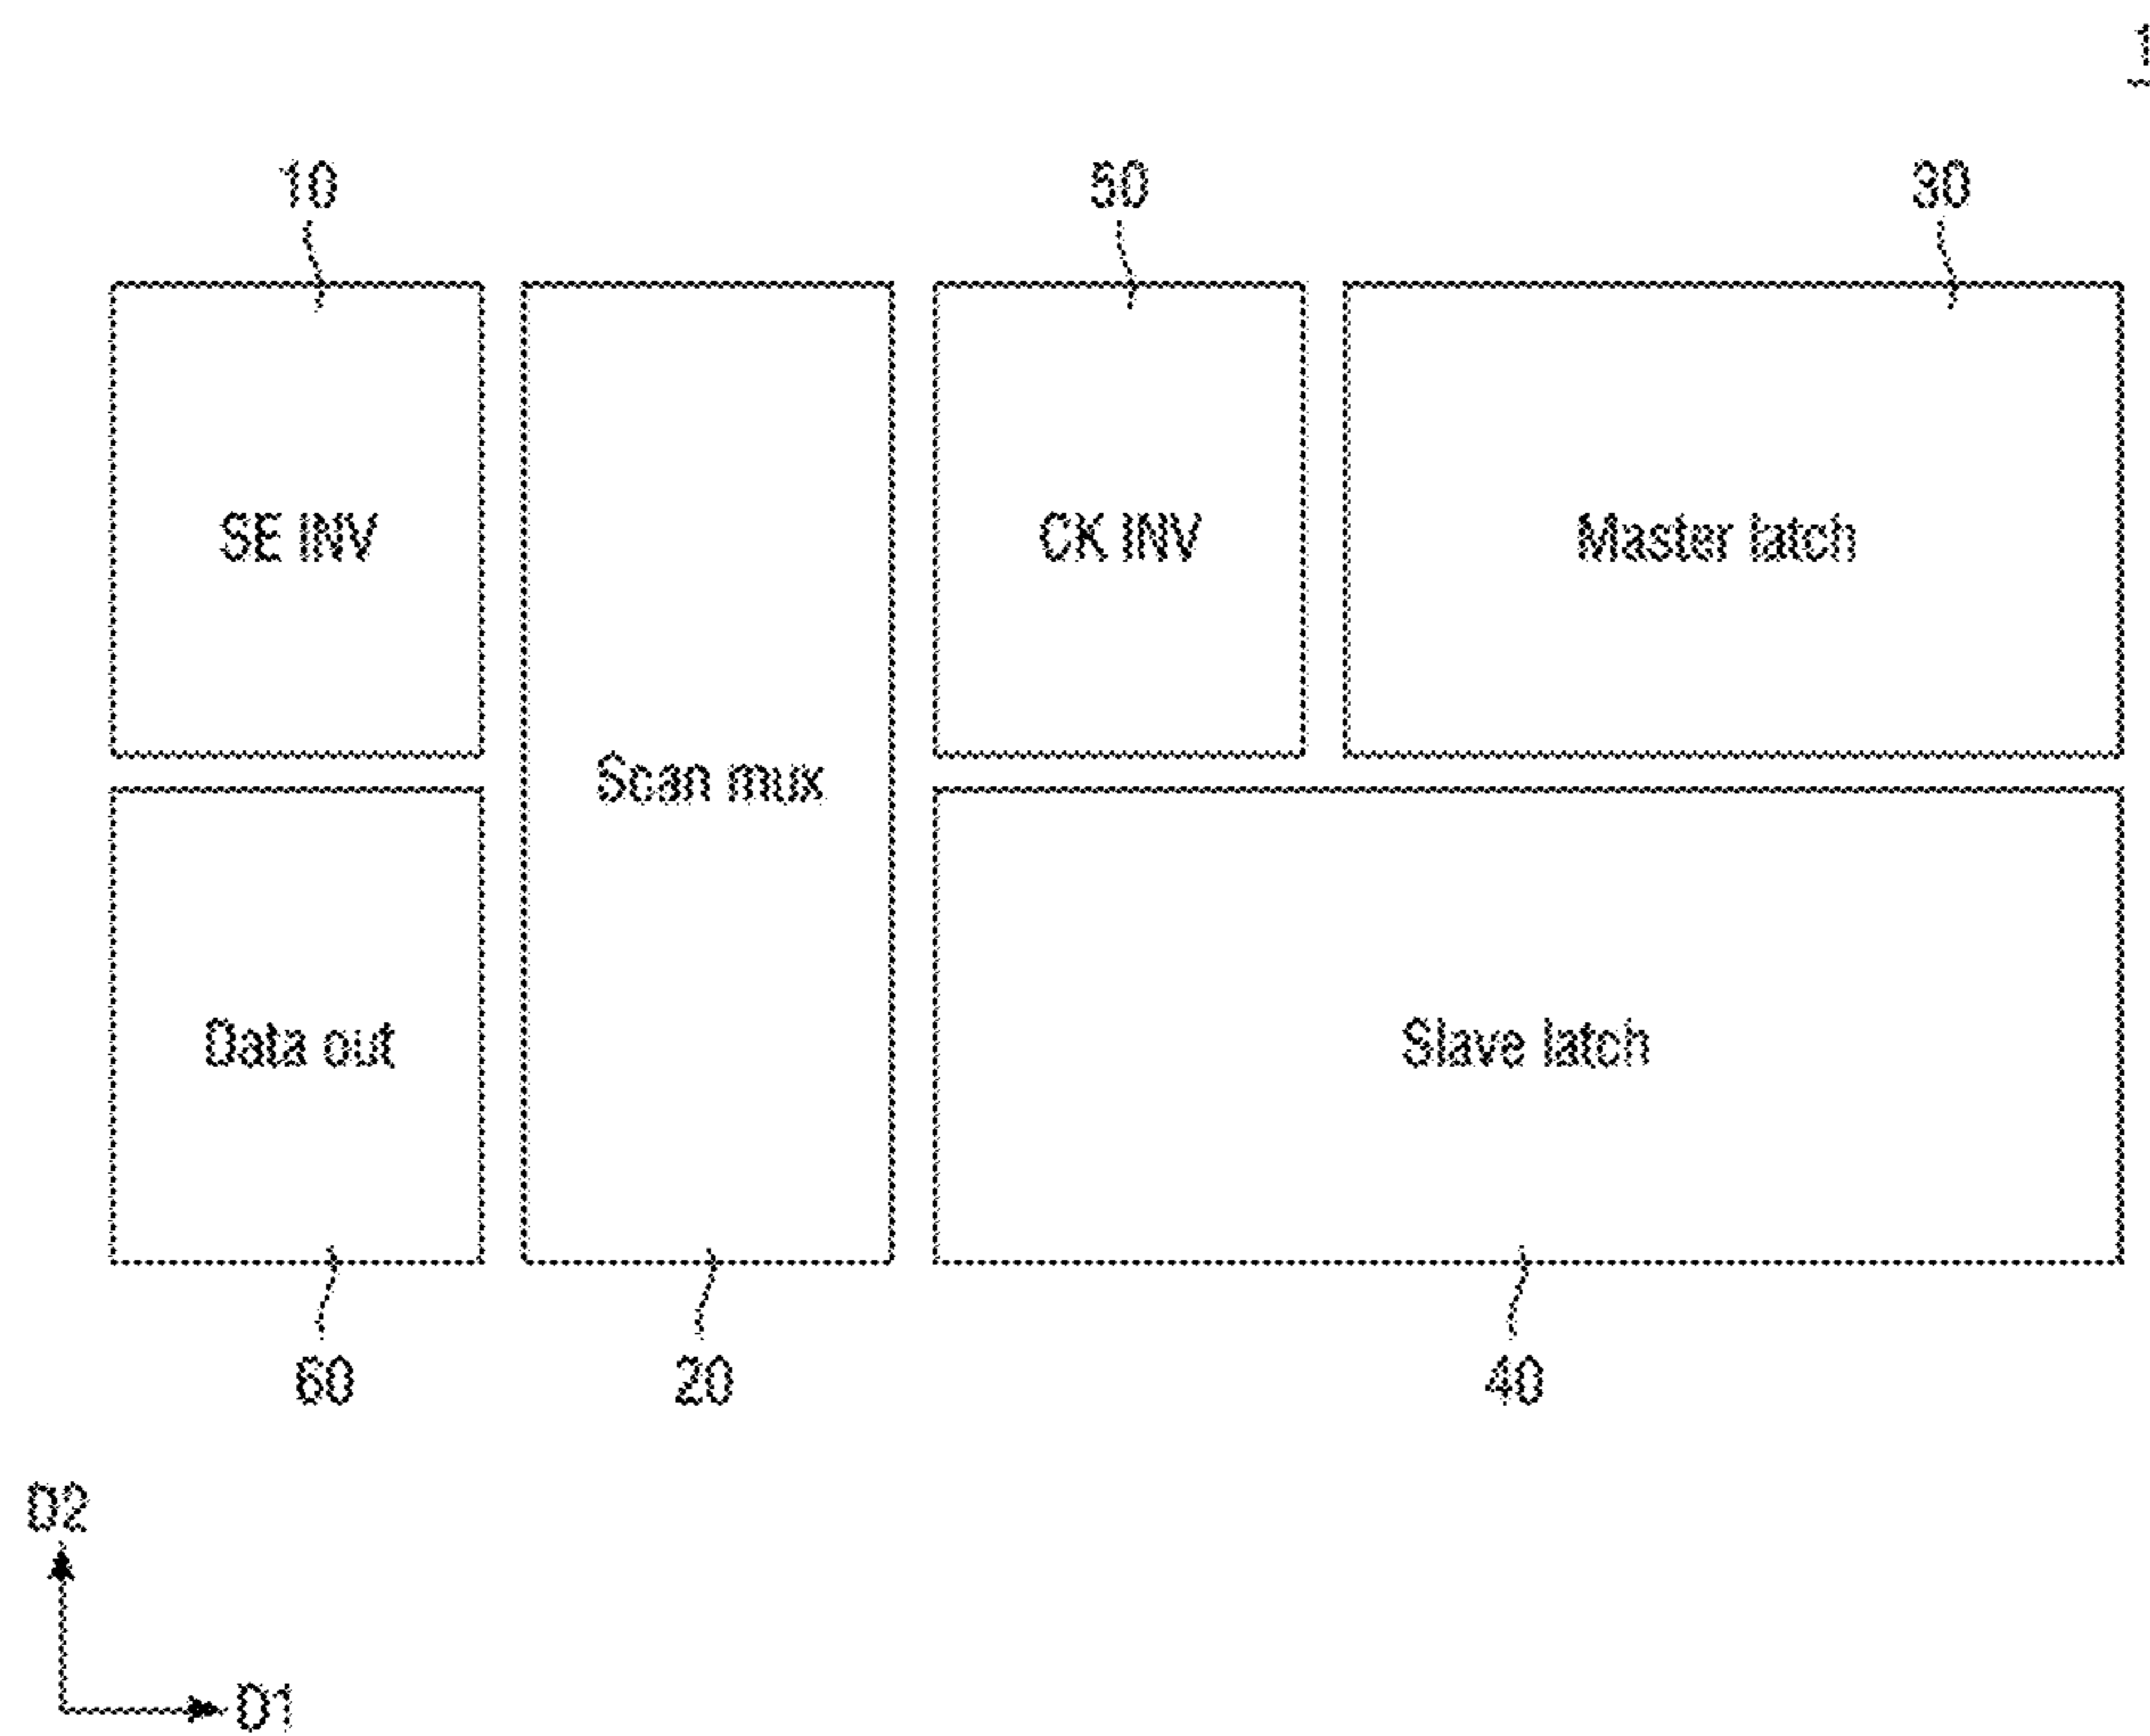 1
10 50 30
SE INV CK INV Master latch
Scan mux
Data out Slave latch
60 20 40
D2
D1